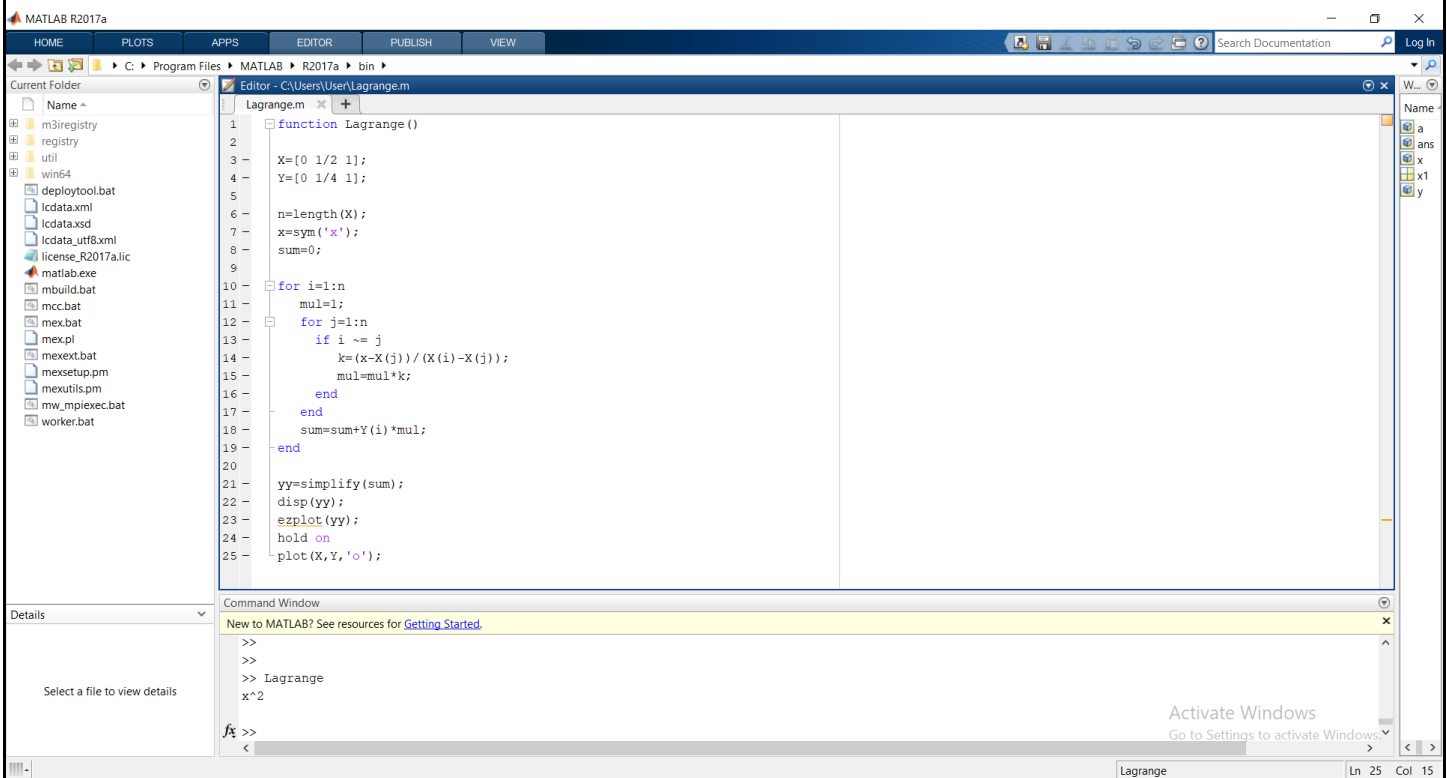 MATLAB R2017a
HOME PLOTS APPS EDITOR PUBLISH VIEW
Search Documentation
Log In
C: Program Files MATLAB R2017a bin
Current Folder
Name
m3iregistry
registry
util
win64
deploytool.bat
lcdata.xml
lcdata.xsd
lcdata_utf8.xml
license_R2017a.lic
matlab.exe
mbuild.bat
mcc.bat
mex.bat
mex.pl
mexext.bat
mexsetup.pm
mexutils.pm
mw_mpiexec.bat
worker.bat
Details
Select a file to view details
Editor - C:\Users\User\Lagrange.m
Lagrange.m
1 function Lagrange()
2
3 – X=[0 1/2 1];
4 – Y=[0 1/4 1];
5
6 – n=length(X);
7 – x=sym('x');
8 – sum=0;
9
10 – for i=1:n
11 – mul=1;
12 – for j=1:n
13 – if i ~= j
14 – k=(x-X(j))/(X(i)-X(j));
15 – mul=mul*k;
16 – end
17 – end
18 – sum=sum+Y(i)*mul;
19 – end
20
21 – yy=simplify(sum);
22 – disp(yy);
23 – ezplot(yy);
24 – hold on
25 – plot(X,Y,'o');
Command Window
New to MATLAB? See resources for Getting Started.
>>
>>
>> Lagrange
x^2
fx >>
W...
Name
a
ans
x
x1
y
Activate Windows
Go to Settings to activate Windows.
Lagrange
Ln 25 Col 15